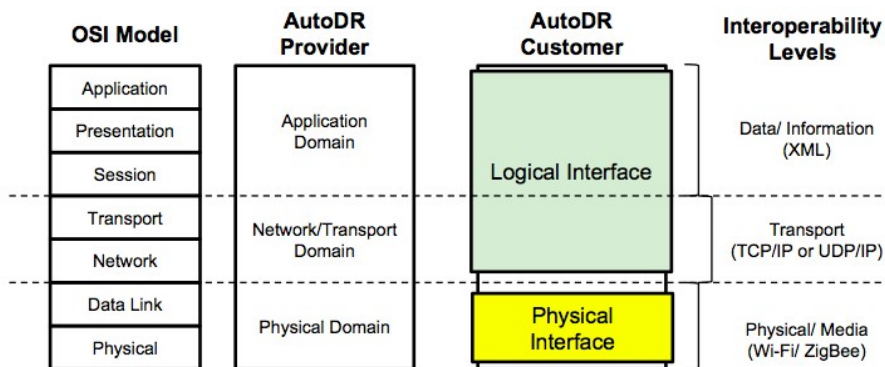 OSI Model
AutoDR
Provider
AutoDR
Customer
Interoperability
Levels
Application
Presentation
Session
Transport
Network
Data Link
Physical
Application
Domain
Network/Transport
Domain
Physical Domain
Logical Interface
Physical
Interface
Data/ Information
(XML)
Transport
(TCP/IP or UDP/IP)
Physical/ Media
(Wi-Fi/ ZigBee)